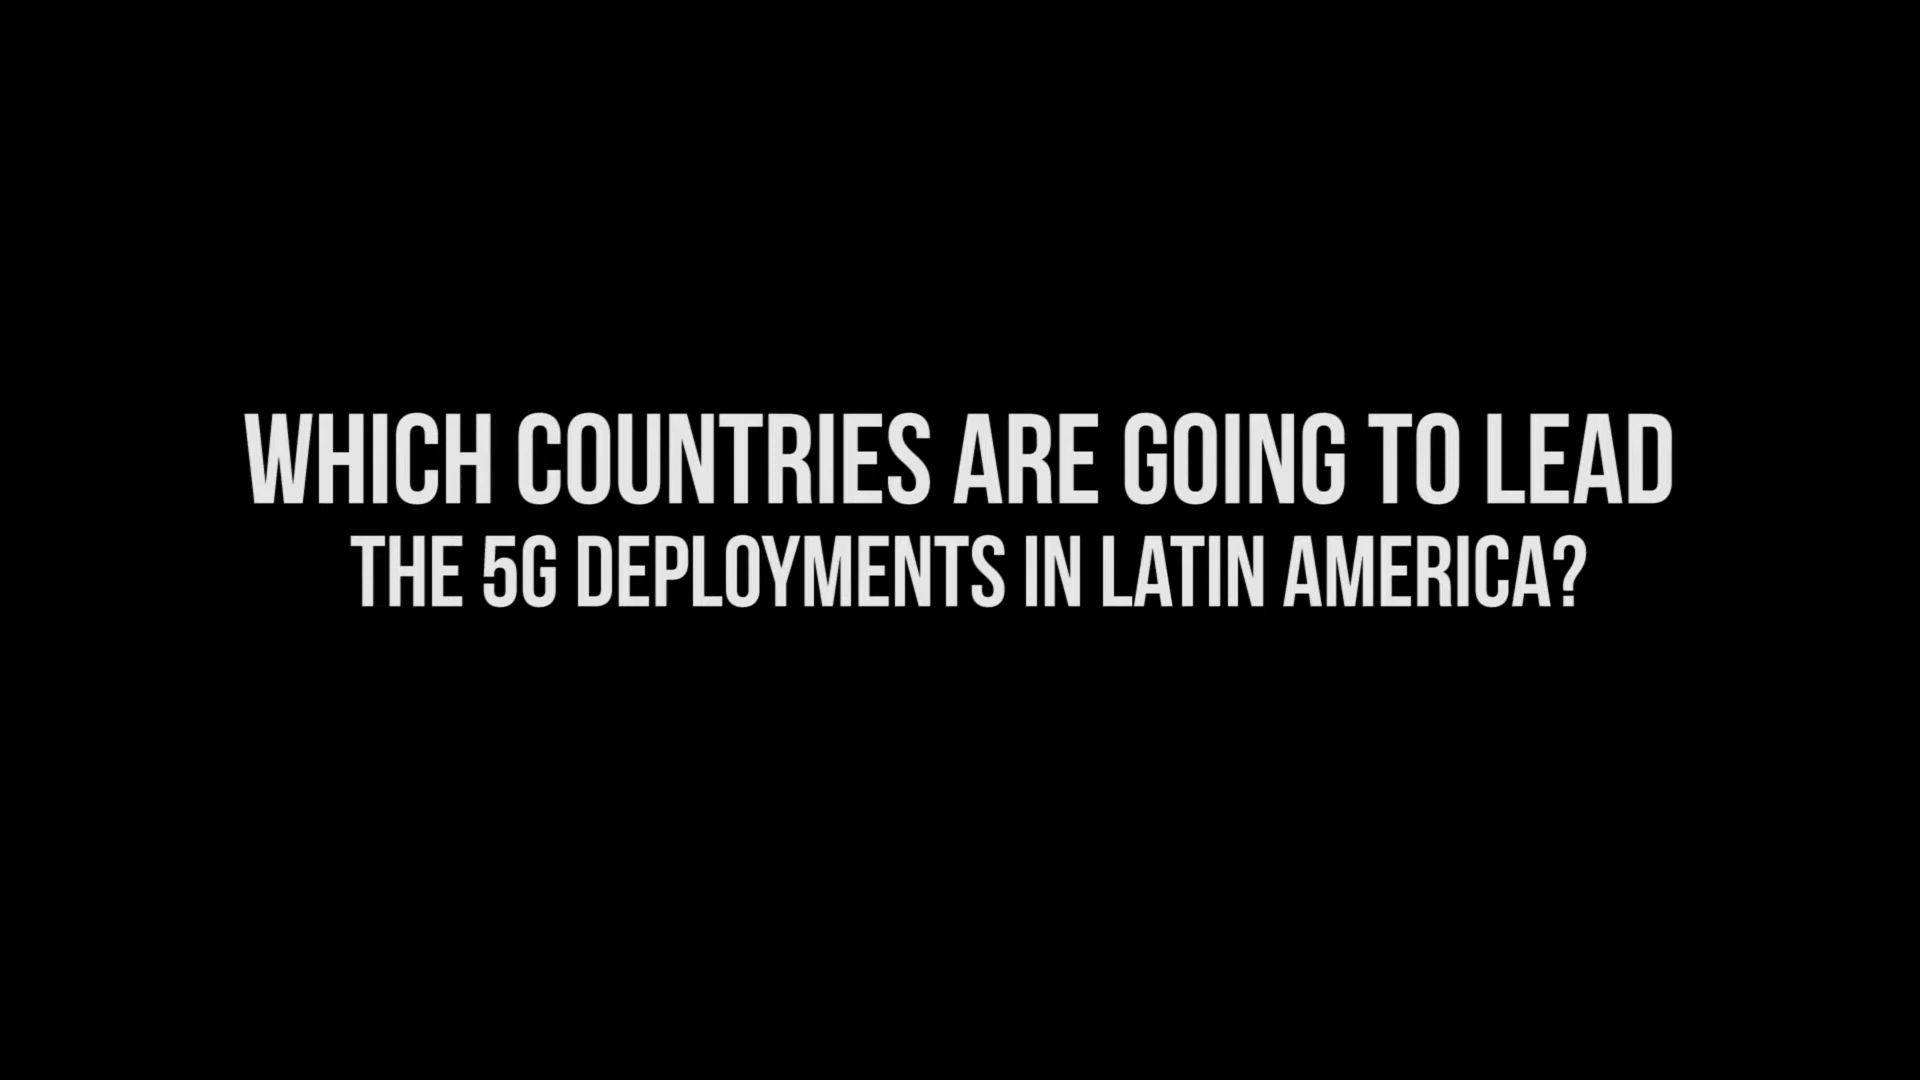 WHICH COUNTRIES ARE GOING TO LEAD
THE 5G DEPLOYMENTS IN LATIN AMERICA?